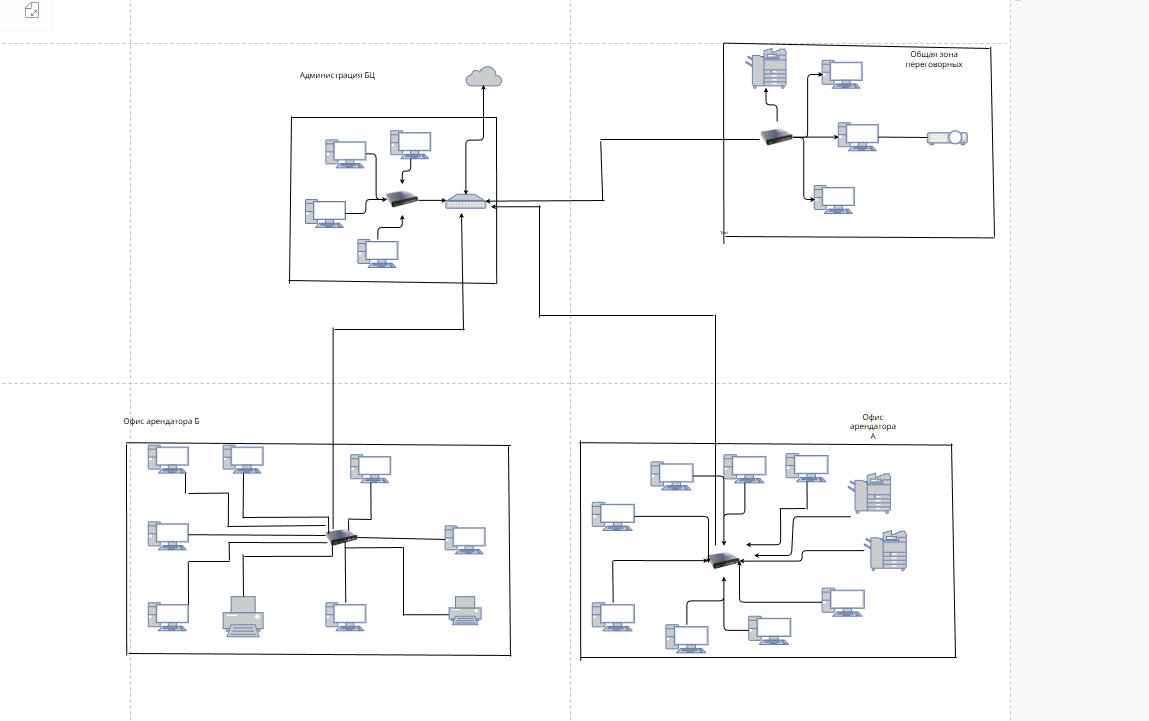 Администрация БЦ
Общая зона
переговорных
Офис арендатора Б
Офис
арендатора
А